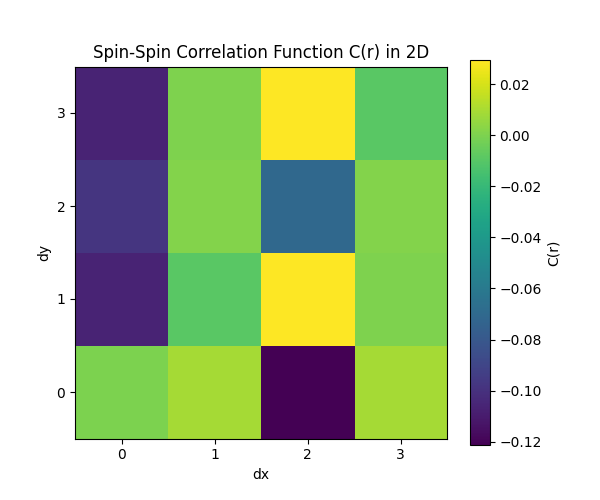 Spin-Spin Correlation Function C(r) in 2D
3
2
1
0
dy
0 1 2 3
dx
0.02
0.00
−0.02
−0.04
−0.06
−0.08
−0.10
−0.12
C(r)